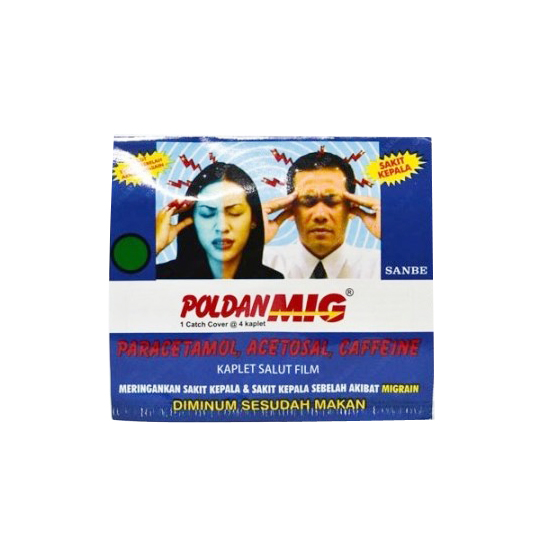 SEBELAH
SAKIT
KEPALA
SANBE
POLDANMIG®
1 Catch Cover @ 4 kaplet
PARACETAMOL, ACETOSAL, CAFFEINE
KAPLET SALUT FILM
MERINGANKAN SAKIT KEPALA & SAKIT KEPALA SEBELAH AKIBAT MIGRAIN
DIMINUM SESUDAH MAKAN